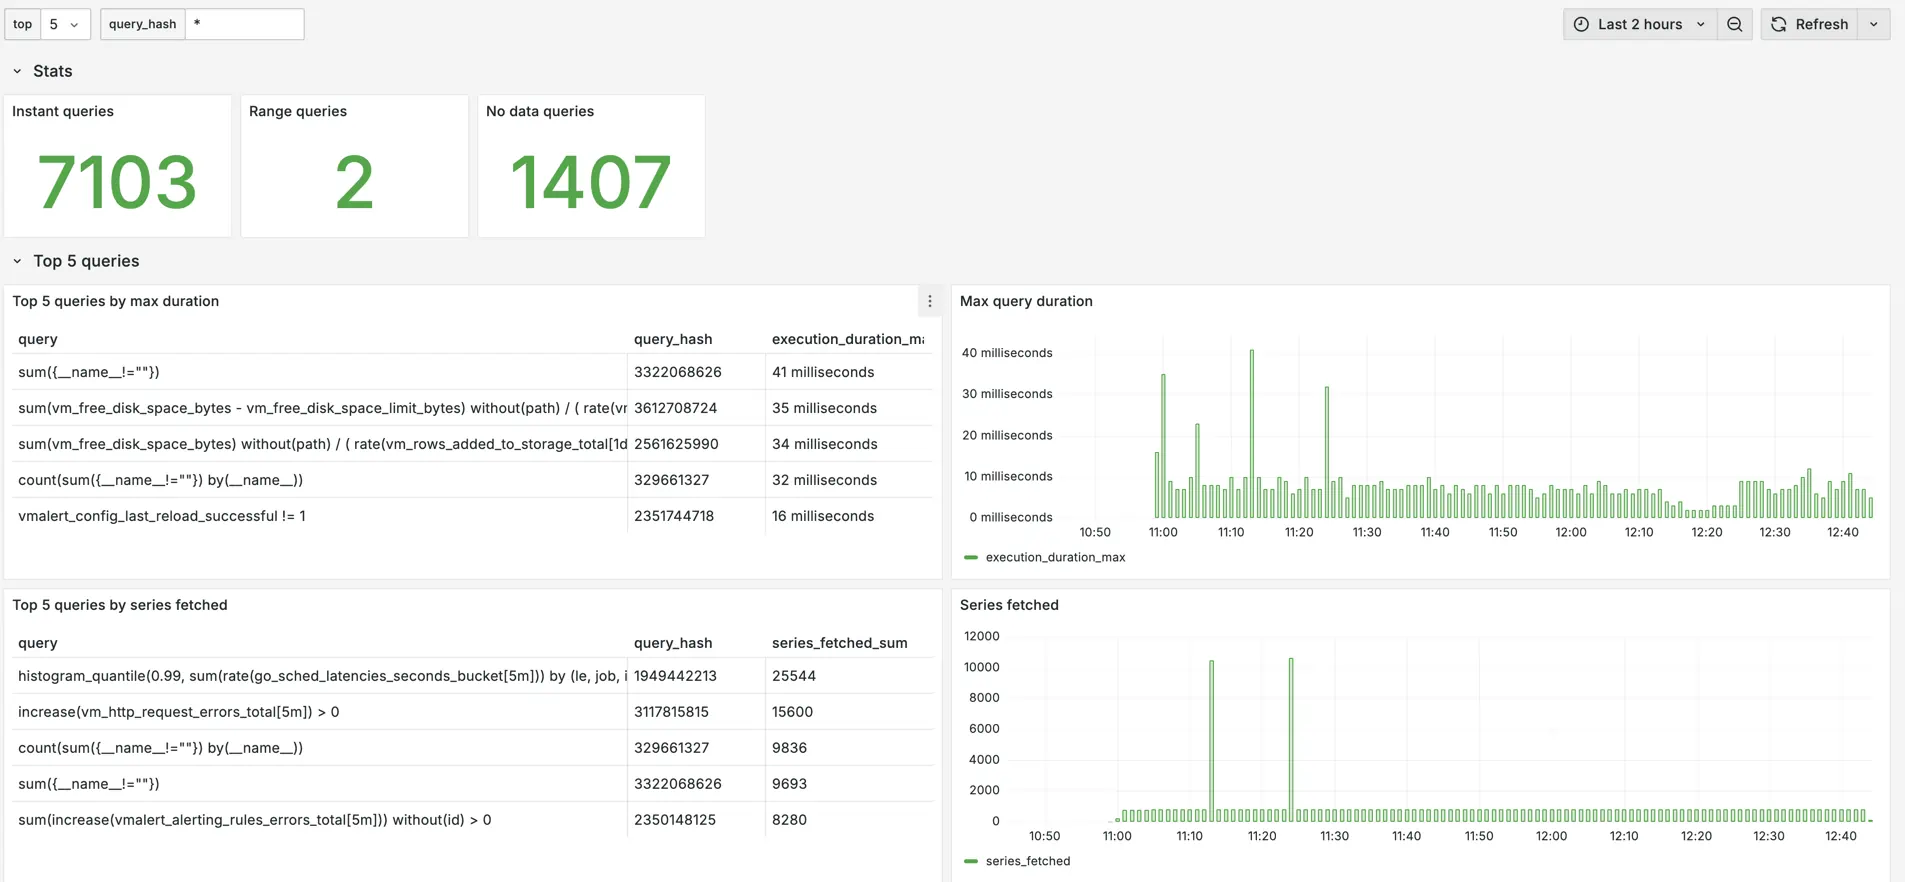 top 5 query_hash * Last 2 hours Refresh
Stats
Instant queries Range queries No data queries
7103 2 1407
Top 5 queries
Top 5 queries by max duration
query query_hash execution_duration_ma
sum({__name__!=""}) 3322068626 41 milliseconds
sum(vm_free_disk_space_bytes - vm_free_disk_space_limit_bytes) without(path) / ( rate(vr 3612708724 35 milliseconds
sum(vm_free_disk_space_bytes) without(path) / ( rate(vm_rows_added_to_storage_total[1d 2561625990 34 milliseconds
count(sum({__name__!=""}) by(__name__)) 329661327 32 milliseconds
vmalert_config_last_reload_successful != 1 2351744718 16 milliseconds
Max query duration
40 milliseconds
30 milliseconds
20 milliseconds
10 milliseconds
0 milliseconds
10:50 11:00 11:10 11:20 11:30 11:40 11:50 12:00 12:10 12:20 12:30 12:40
execution_duration_max
Top 5 queries by series fetched
query query_hash series_fetched_sum
histogram_quantile(0.99, sum(rate(go_sched_latencies_seconds_bucket[5m])) by (le, job, i 1949442213 25544
increase(vm_http_request_errors_total[5m]) > 0 3117815815 15600
count(sum({__name__!=""}) by(__name__)) 329661327 9836
sum({__name__!=""}) 3322068626 9693
sum(increase(vmalert_alerting_rules_errors_total[5m])) without(id) > 0 2350148125 8280
Series fetched
12000
10000
8000
6000
4000
2000
0
10:50 11:00 11:10 11:20 11:30 11:40 11:50 12:00 12:10 12:20 12:30 12:40
series_fetched